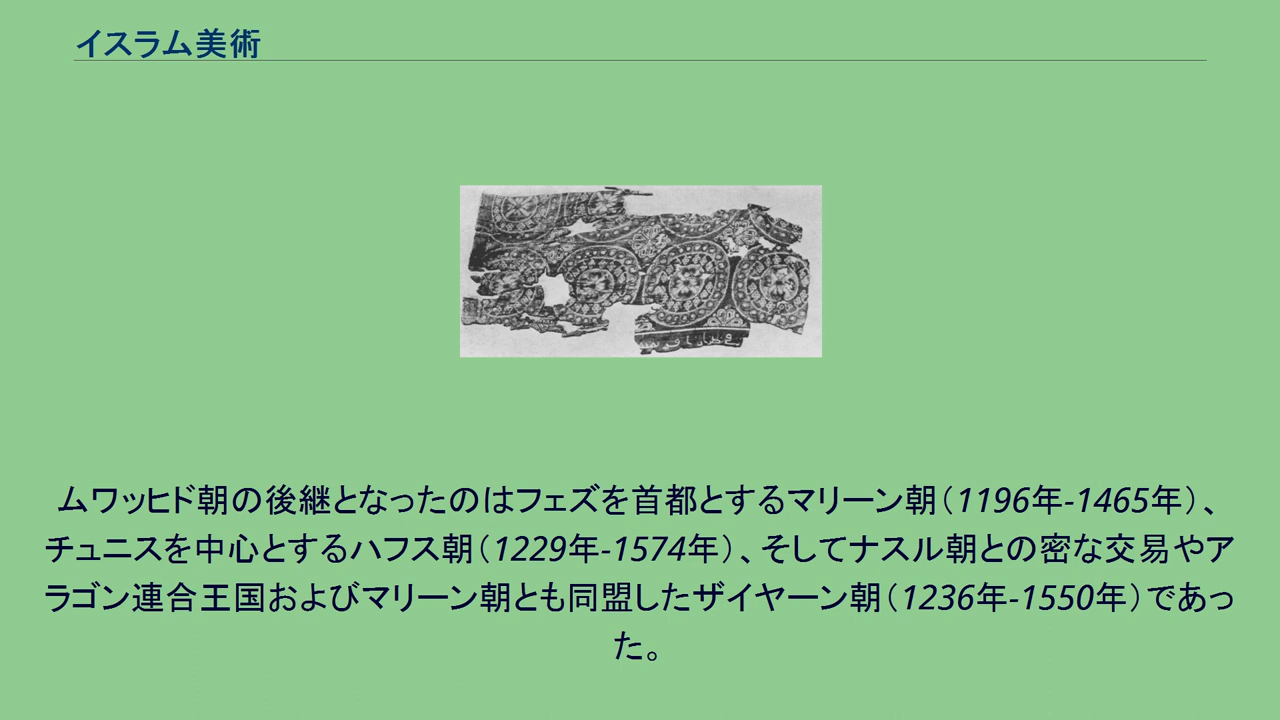 イスラム美術
ムワッヒド朝の後継となったのはフェズを首都とするマリーン朝（1196年-1465年）、
チュニスを中心とするハフス朝（1229年-1574年）、そしてナスル朝との密な交易やア
ラゴン連合王国およびマリーン朝とも同盟したザイヤーン朝（1236年-1550年）であっ
た。